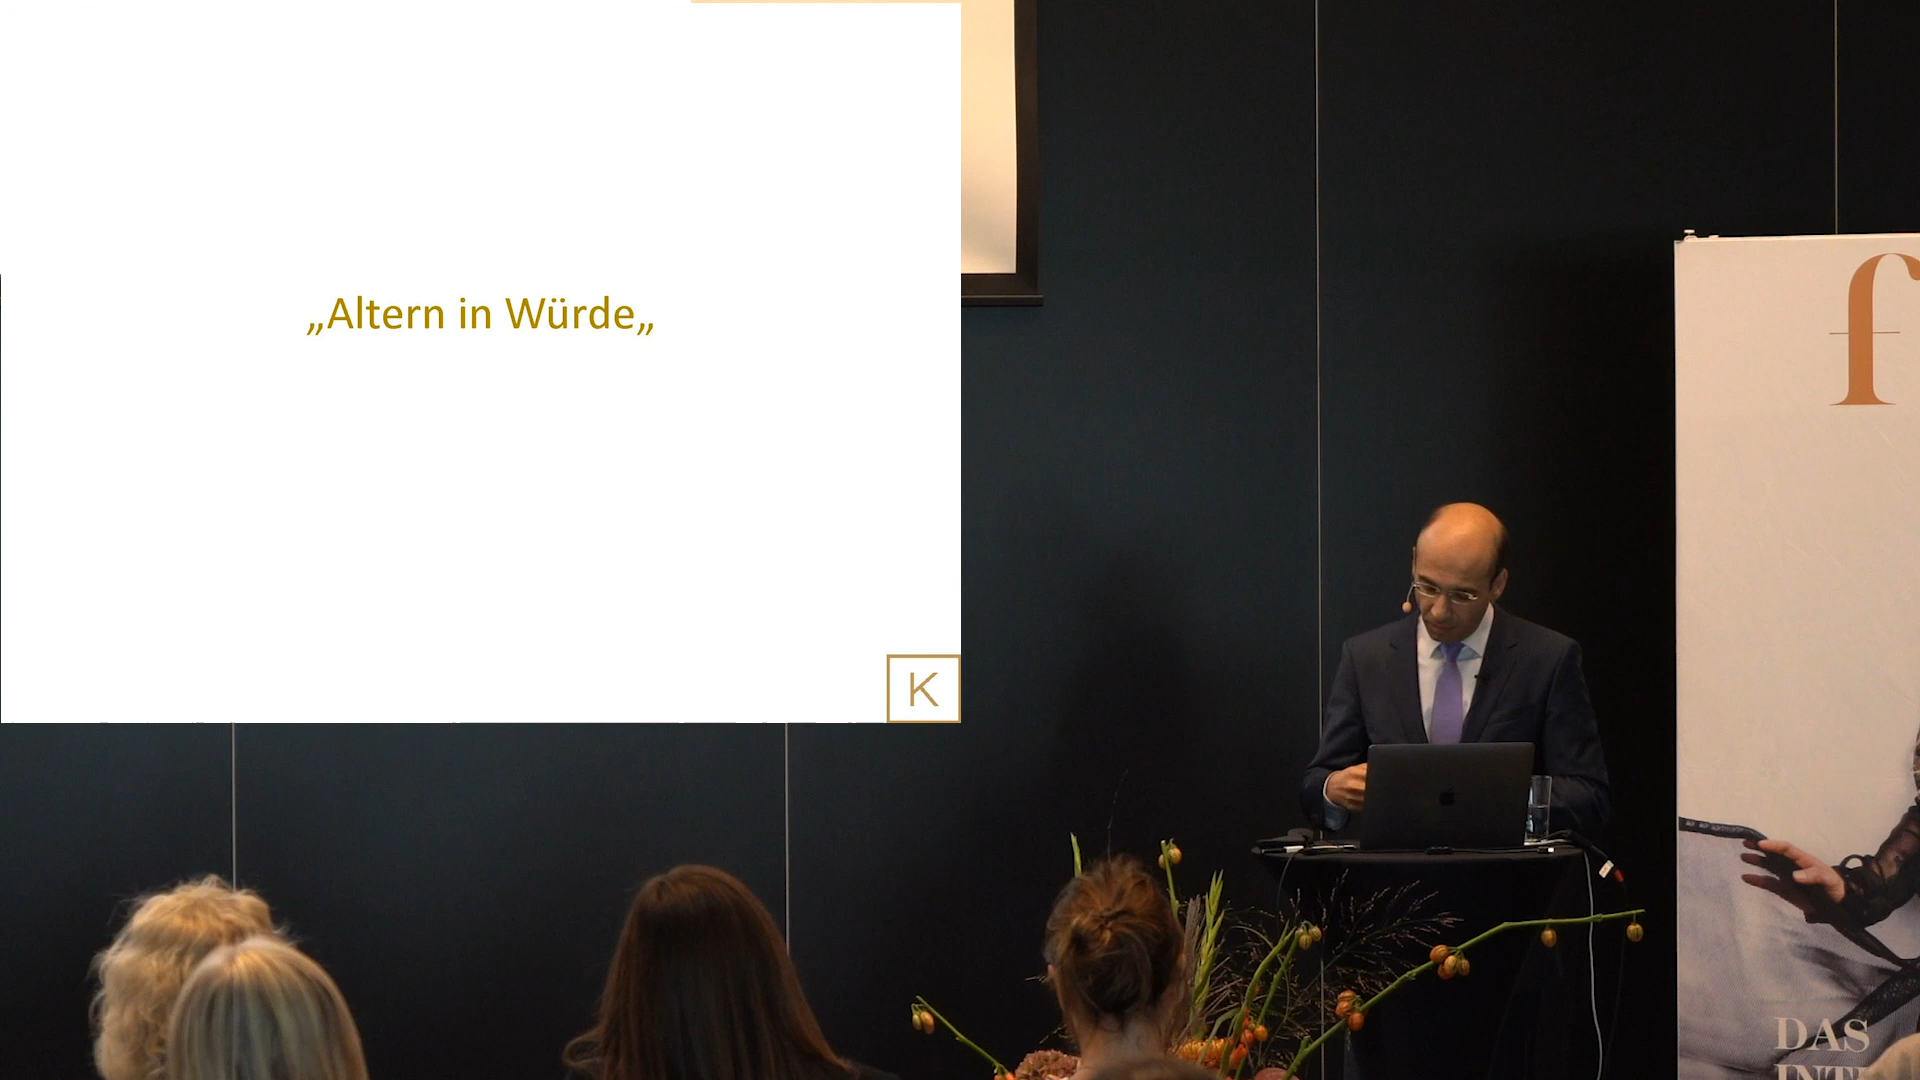 „Altern in Würde„
K
f
DAS